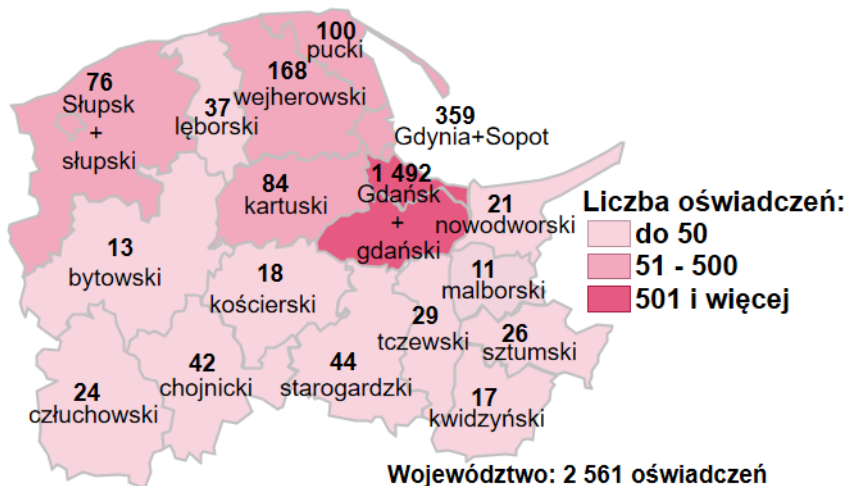 100
pucki
168
wejherowski
76
Słupsk
+
słupski
37
lęborski
359
Gdynia+Sopot
1 492
Gdańsk
+
gdański
84
kartuski
21
nowodworski
13
bytowski
18
kościerski
11
malborski
29
tczewski
26
sztumski
42
chojnicki
44
starogardzki
24
człuchowski
17
kwidzyński
Liczba oświadczeń:
do 50
51 - 500
501 i więcej
Województwo: 2 561 oświadczeń